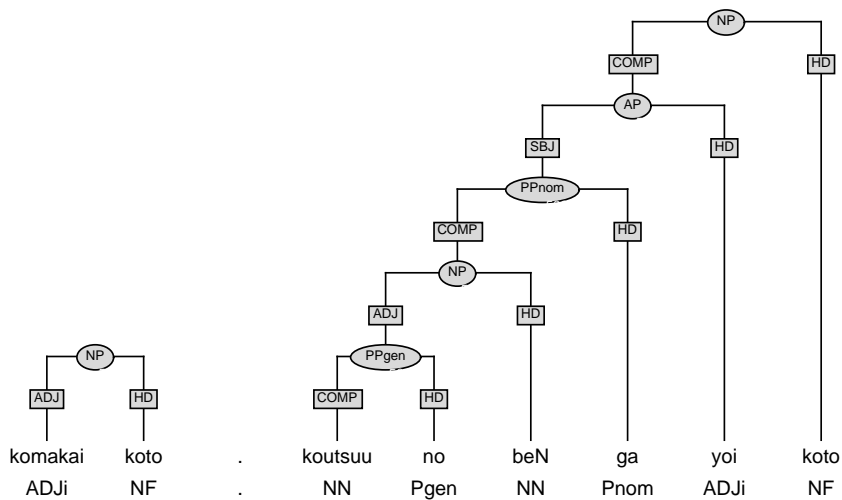 NP
COMP HD
AP
SBJ HD
PPnom
COMP HD
NP
ADJ HD
NP PPgen
ADJ HD COMP HD
komakai koto . koutsuu no beN ga yoi koto
ADJi NF . NN Pgen NN Pnom ADJi NF